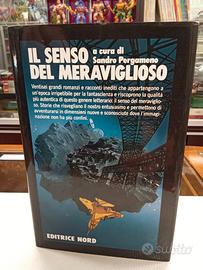 IL SENSO
a cura di
Sandro Pergameno
DEL MERAVIGLIOSO
Ventisei grandi romanzi e racconti inediti che appartengono a
un'epoca irripetibile per la fantascienza e riscoprono la qualità
più autentica di questo genere letterario: il senso del meraviglio-
so. Storie che risvegliano il nostro entusiasmo e permettono di
avventurarsi in dimensioni nuove e sconosciute dove l'immagi-
nazione non ha più confini.
EDITRICE NORD
subito